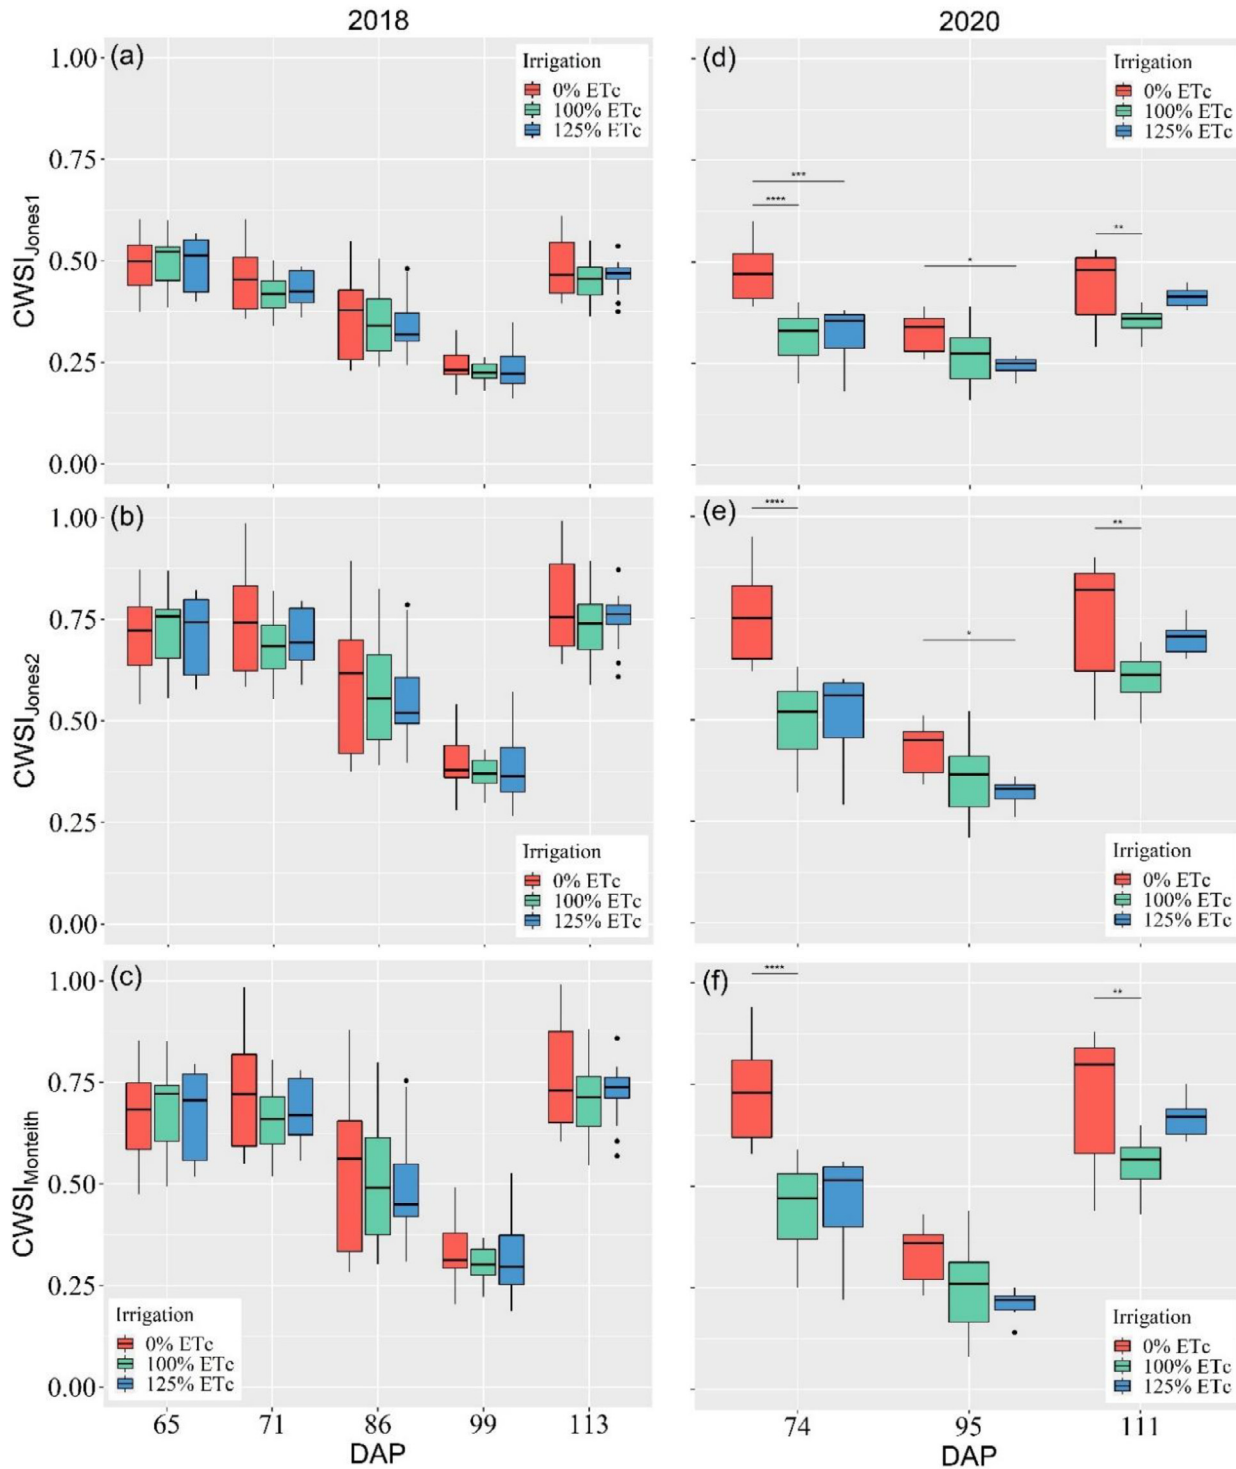 2018
2020
(a)
Irrigation
0% ETc
100% ETc
125% ETc
1.00
0.75
0.50
0.25
0.00
CWSI_Jones1
(d)
Irrigation
0% ETc
100% ETc
125% ETc
***
****
*
**
(b)
1.00
0.75
0.50
0.25
0.00
CWSI_Jones2
Irrigation
0% ETc
100% ETc
125% ETc
(e)
****
*
**
Irrigation
0% ETc
100% ETc
125% ETc
(c)
1.00
0.75
0.50
0.25
0.00
CWSI_Monteith
Irrigation
0% ETc
100% ETc
125% ETc
65 71 86 99 113
DAP
(f)
****
**
Irrigation
0% ETc
100% ETc
125% ETc
74 95 111
DAP